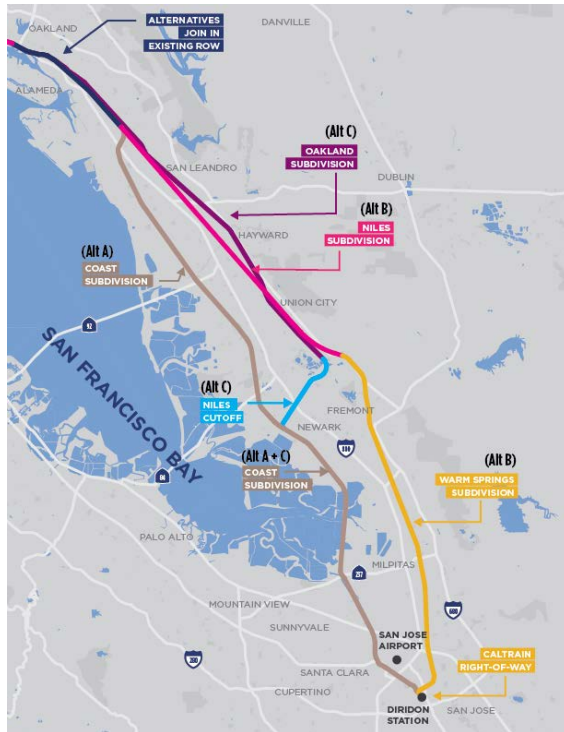 OAKLAND
ALTERNATIVES
JOIN IN
EXISTING ROW
DANVILLE
ALAMEDA
(Alt C)
OAKLAND
SUBDIVISION
SAN LEANDRO
DUBLIN
(Alt B)
NILES
SUBDIVISION
HAYWARD
(Alt A)
COAST
SUBDIVISION
UNION CITY
92
SAN FRANCISCO BAY
(Alt C)
NILES
CUTOFF
FREMONT
NEWARK
880
(Alt A + C)
COAST
SUBDIVISION
(Alt B)
WARM SPRINGS
SUBDIVISION
84
PALO ALTO
237
MILPITAS
MOUNTAIN VIEW
680
SUNNYVALE
SAN JOSE
AIRPORT
280
SANTA CLARA
CALTRAIN
RIGHT-OF-WAY
CUPERTINO
DIRIDON
STATION
SAN JOSE